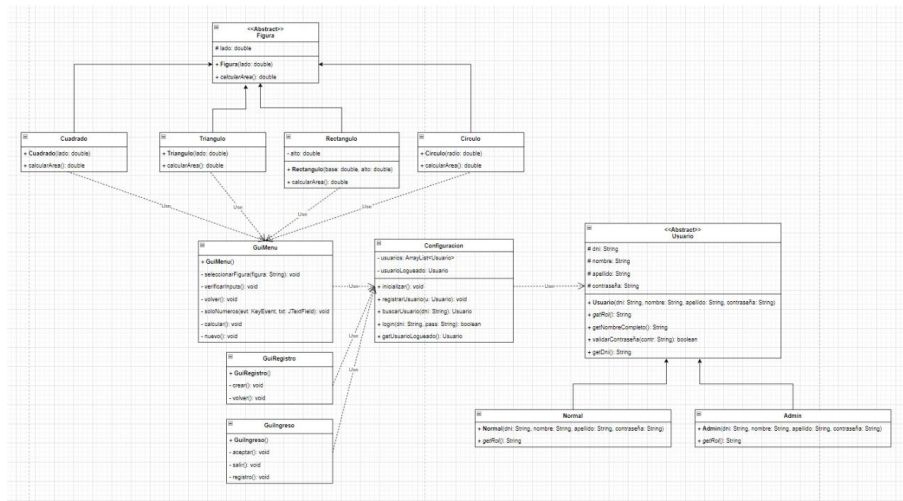 <<Abstract>>
Figura
# lado: double
+ Figura(lado: double)
+ calcularArea(): double
Cuadrado
+ Cuadrado(lado: double)
+ calcularArea(): double
Triangulo
+ Triangulo(lado: double)
+ calcularArea(): double
Rectangulo
- alto: double
+ Rectangulo(base: double, alto: double)
+ calcularArea(): double
Circulo
+ Circulo(radio: double)
+ calcularArea(): double
Use
Use
Use
Use
GuiMenu
+ GuiMenu()
- seleccionarFigura(figura: String): void
- verificarInputs(): void
- volver(): void
- soloNumeros(evt: KeyEvent, txt: JTextField): void
- calcular(): void
- nuevo(): void
Use
Configuracion
- usuarios: ArrayList<Usuario>
- usuarioLogueado: Usuario
+ inicializar(): void
+ registrarUsuario(u: Usuario): void
+ buscarUsuario(dni: String): Usuario
+ login(dni: String, pass: String): boolean
+ getUsuarioLogueado(): Usuario
Use
<<Abstract>>
Usuario
# dni: String
# nombre: String
# apellido: String
# contraseña: String
+ Usuario(dni: String, nombre: String, apellido: String, contraseña: String)
+ getRol(): String
+ getNombreCompleto(): String
+ validarContraseña(contr: String): boolean
+ getDni(): String
GuiRegistro
+ GuiRegistro()
- crear(): void
- volver(): void
Use
GuiIngreso
+ GuiIngreso()
- aceptar(): void
- salir(): void
- registro(): void
Use
Normal
+ Normal(dni: String, nombre: String, apellido: String, contraseña: String)
+ getRol(): String
Admin
+ Admin(dni: String, nombre: String, apellido: String, contraseña: String)
+ getRol(): String